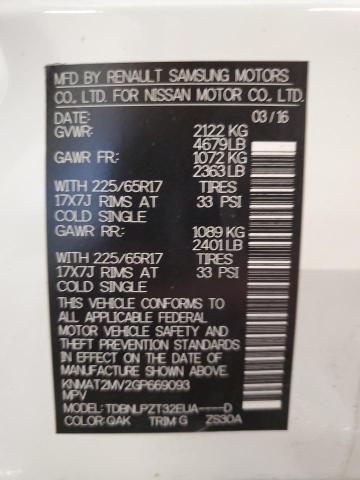 MFD BY RENAULT SAMSUNG MOTORS
CO., LTD. FOR NISSAN MOTOR CO., LTD.
DATE: 03/16
GVWR: 2122 KG
4679LB
GAWR FR: 1072 KG
2363LB
WITH 225/65R17 TIRES
17X7J RIMS AT 33 PSI
COLD SINGLE
GAWR RR: 1089 KG
2401LB
WITH 225/65R17 TIRES
17X7J RIMS AT 33 PSI
COLD SINGLE
THIS VEHICLE CONFORMS TO
ALL APPLICABLE FEDERAL
MOTOR VEHICLE SAFETY AND
THEFT PREVENTION STANDARDS
IN EFFECT ON THE DATE OF
MANUFACTURE SHOWN ABOVE.
KNMAT2MV2GP669093
MPV
MODEL: TDBNLPZT32EUA----D
COLOR: QAK TRIM: G ZS30A